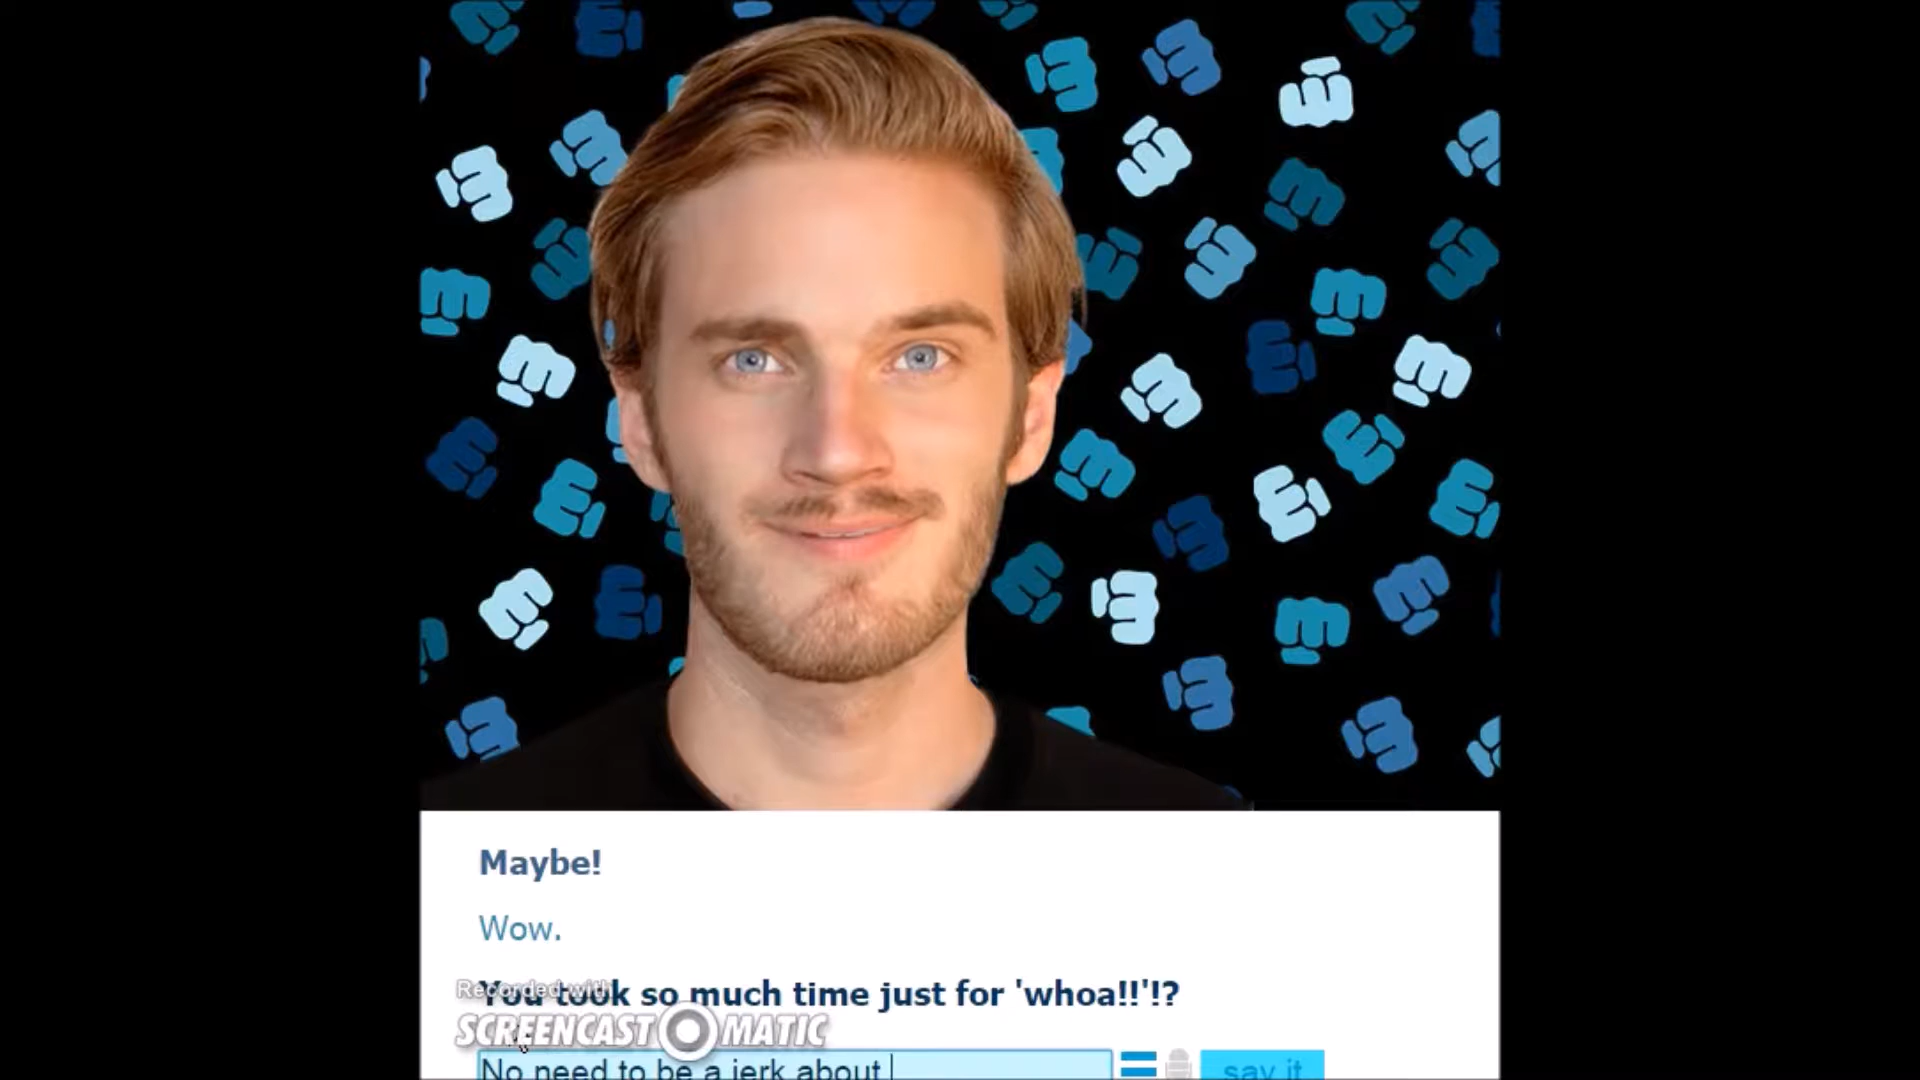 Maybe!
Wow.
You took so much time just for 'whoa!!'!?
Recorded with
SCREENCAST MATIC
No need to be a jerk about
say it